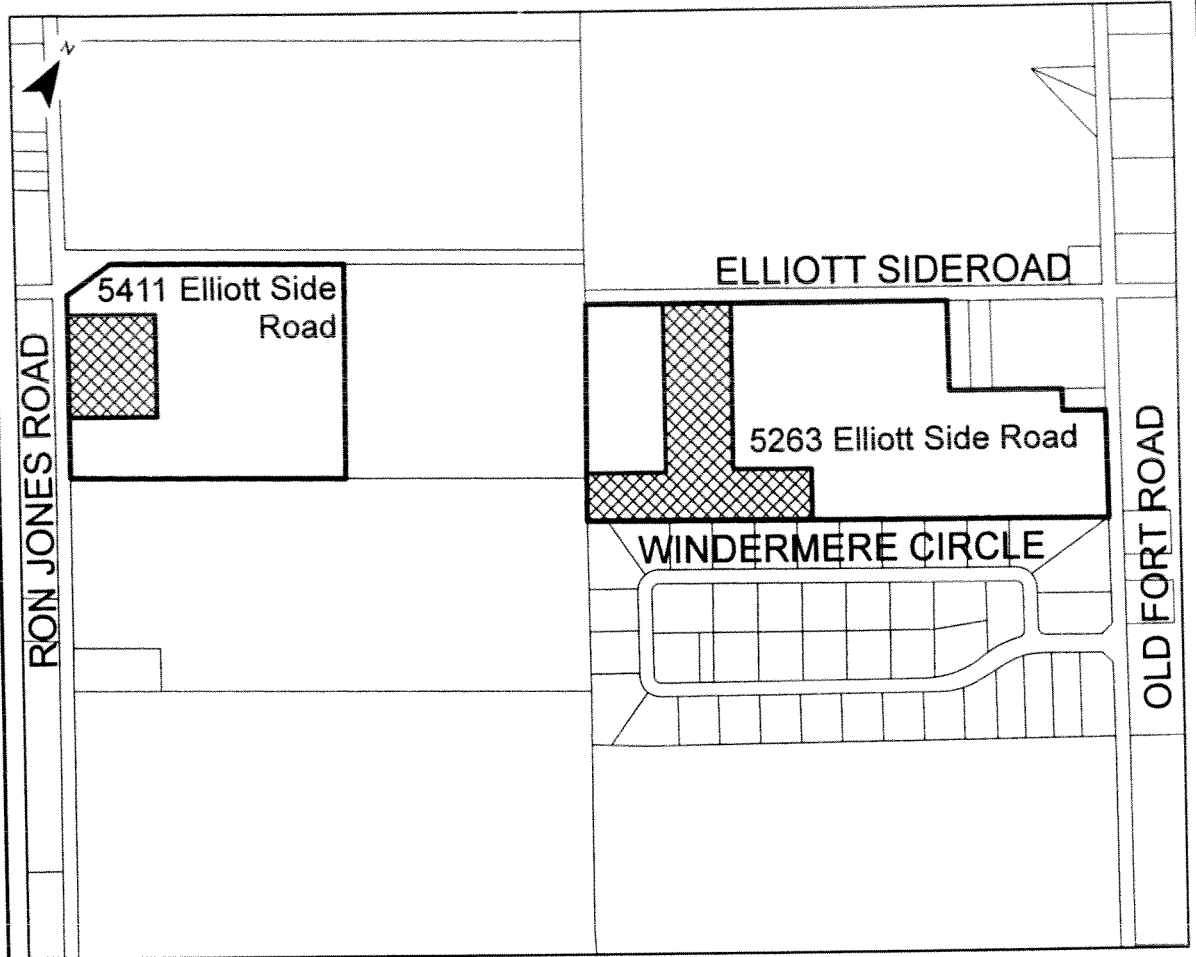 N
5411 Elliott Side
Road
ELLIOTT SIDEROAD
5263 Elliott Side Road
RON JONES ROAD
WINDERMERE CIRCLE
OLD FORT ROAD